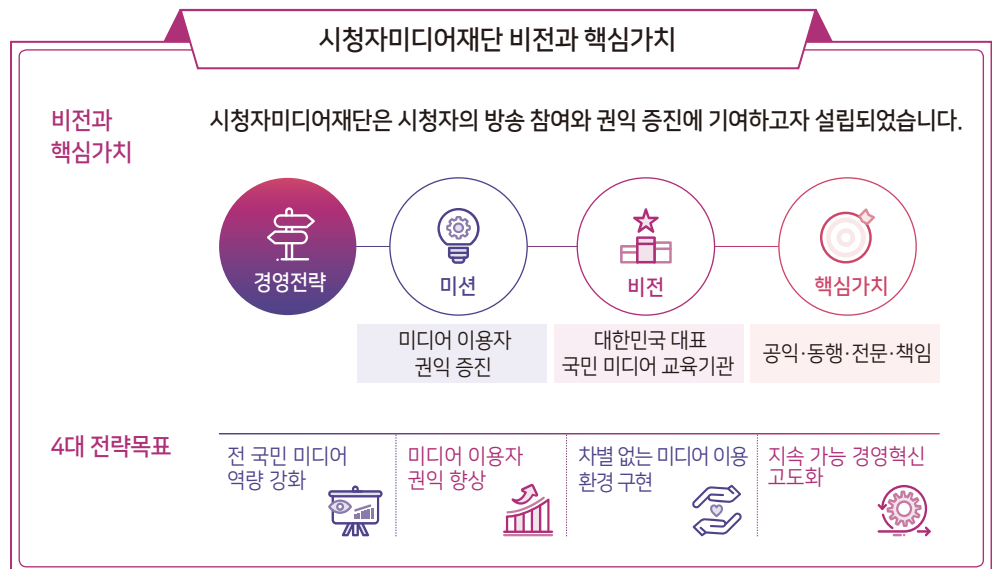 시청자미디어재단 비전과 핵심가치
비전과
핵심가치
시청자미디어재단은 시청자의 방송 참여와 권익 증진에 기여하고자 설립되었습니다.
경영전략
미션
비전
핵심가치
미디어 이용자
권익 증진
대한민국 대표
국민 미디어 교육기관
공익·동행·전문·책임
4대 전략목표
전 국민 미디어
역량 강화
미디어 이용자
권익 향상
차별 없는 미디어 이용
환경 구현
지속 가능 경영혁신
고도화